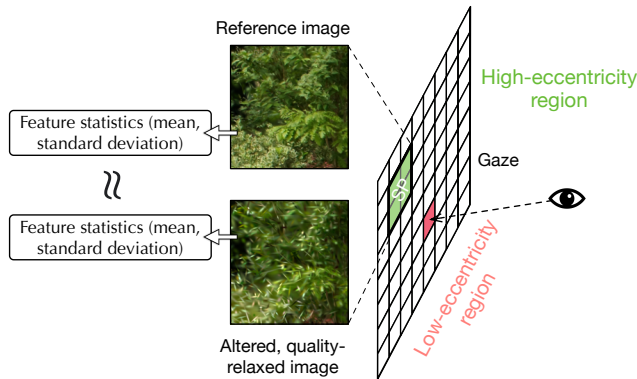 Reference image
High-eccentricity
region
Feature statistics (mean,
standard deviation)
Gaze
SP
≈
Feature statistics (mean,
standard deviation)
Low-eccentricity
region
Altered, quality-
relaxed image